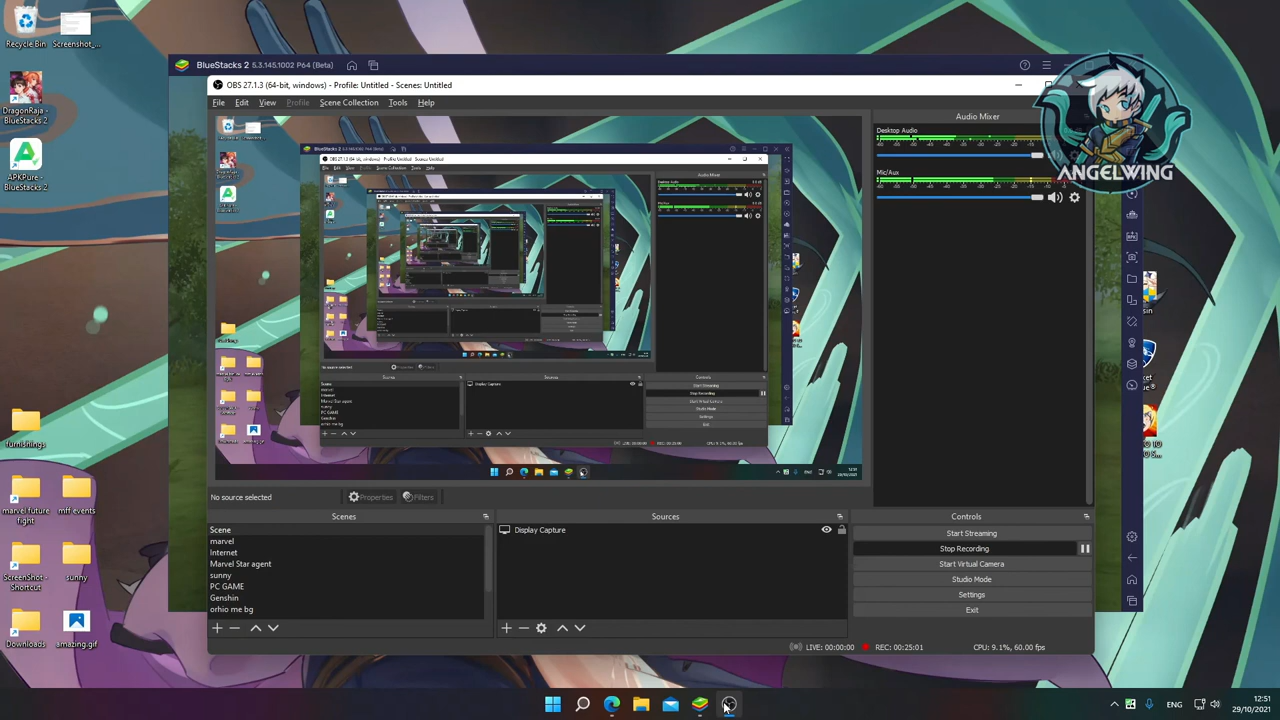 Recycle Bin
Screenshot_...
DragonRaja -
BlueStacks 2
APKPure -
BlueStacks 2
furnishings
marvel future
fight
mff events
ScreenShot -
Shortcut
sunny
Downloads
amazing.gif
BlueStacks 2 5.3.145.1002 P64 (Beta)
OBS 27.1.3 (64-bit, windows) - Profile: Untitled - Scenes: Untitled
File Edit View Profile Scene Collection Tools Help
Audio Mixer
Desktop Audio
Mic/Aux
ANGELWING
No source selected
Properties
Filters
Scenes
Scene
marvel
Internet
Marvel Star agent
sunny
PC GAME
Genshin
orhio me bg
Sources
Display Capture
Controls
Start Streaming
Stop Recording
Start Virtual Camera
Studio Mode
Settings
Exit
LIVE: 00:00:00
REC: 00:25:01
CPU: 9.1%, 60.00 fps
ENG
12:51
29/10/2021